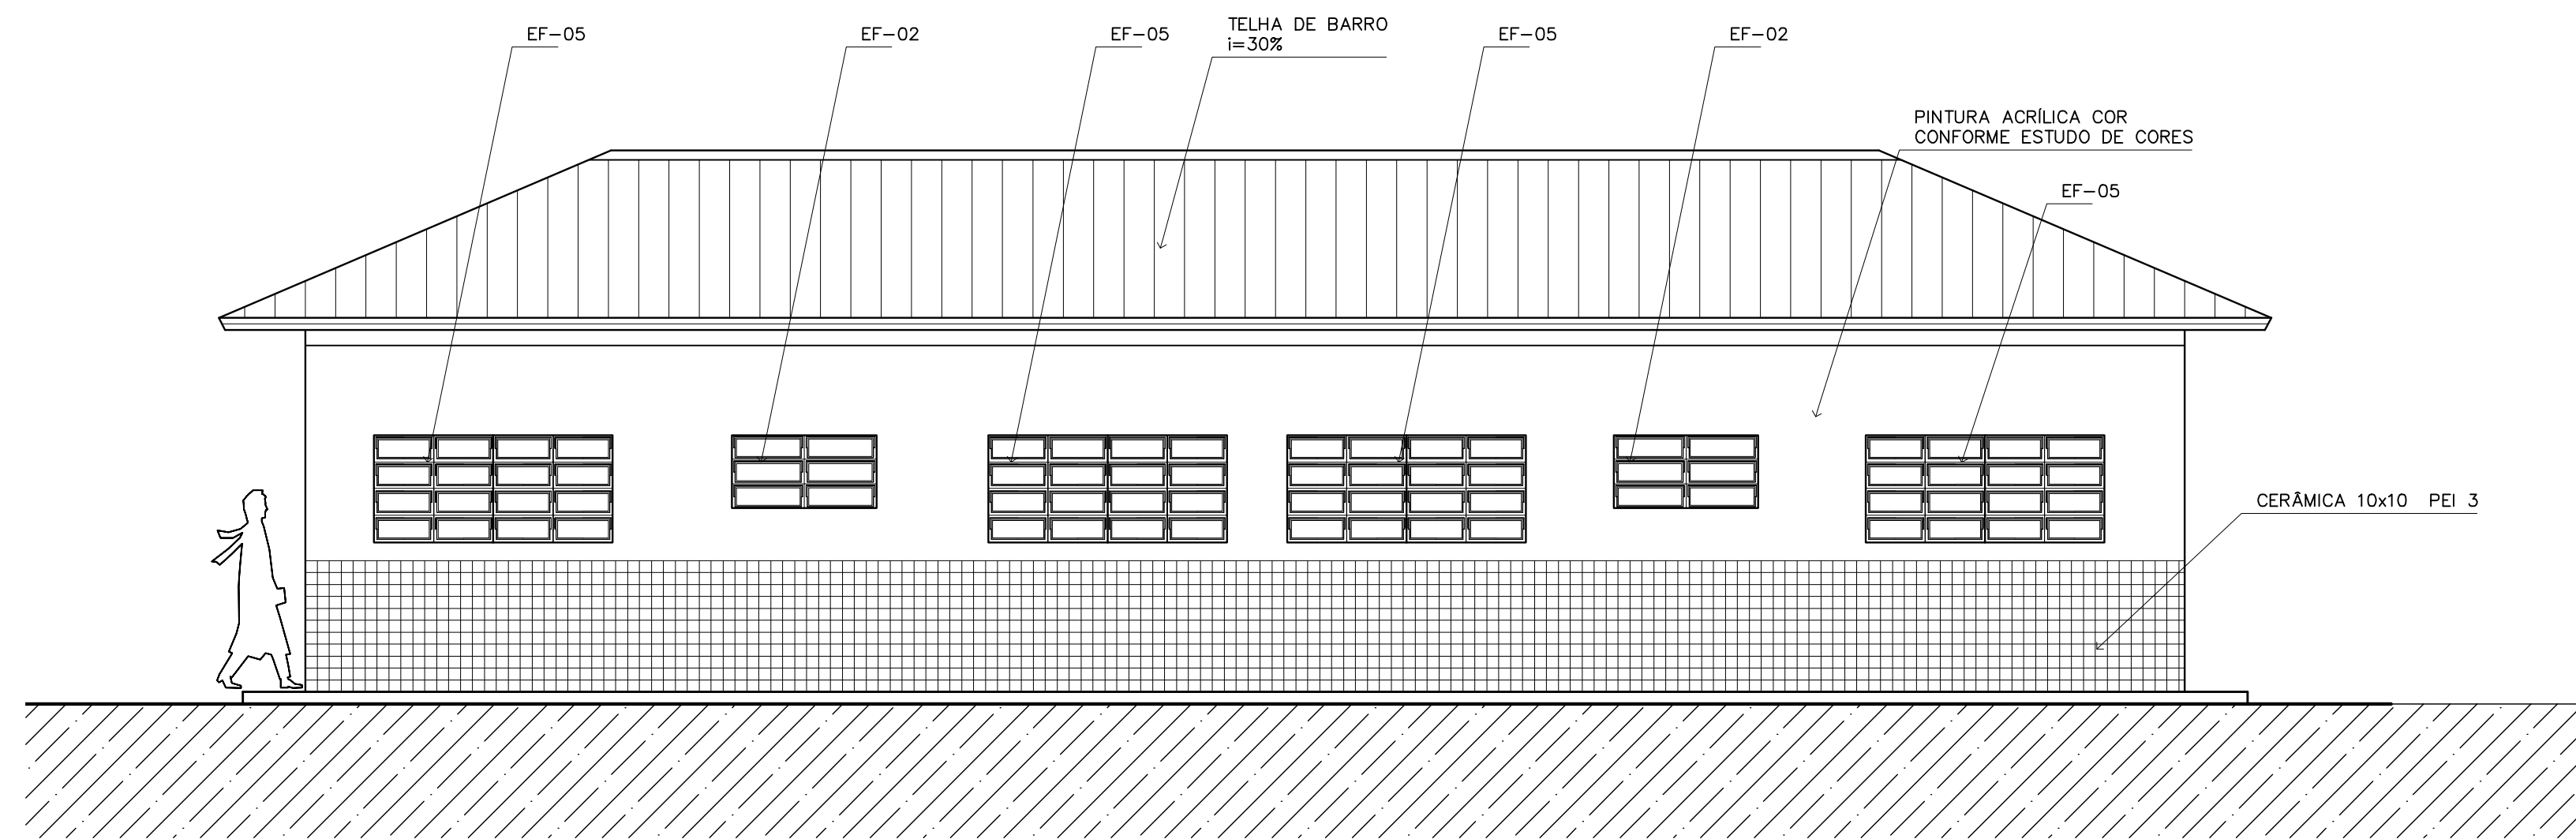 EF-05
EF-02
EF-05
TELHA DE BARRO
i=30%
EF-05
EF-02
PINTURA ACRÍLICA COR
CONFORME ESTUDO DE CORES
EF-05
CERÂMICA 10x10 PEI 3